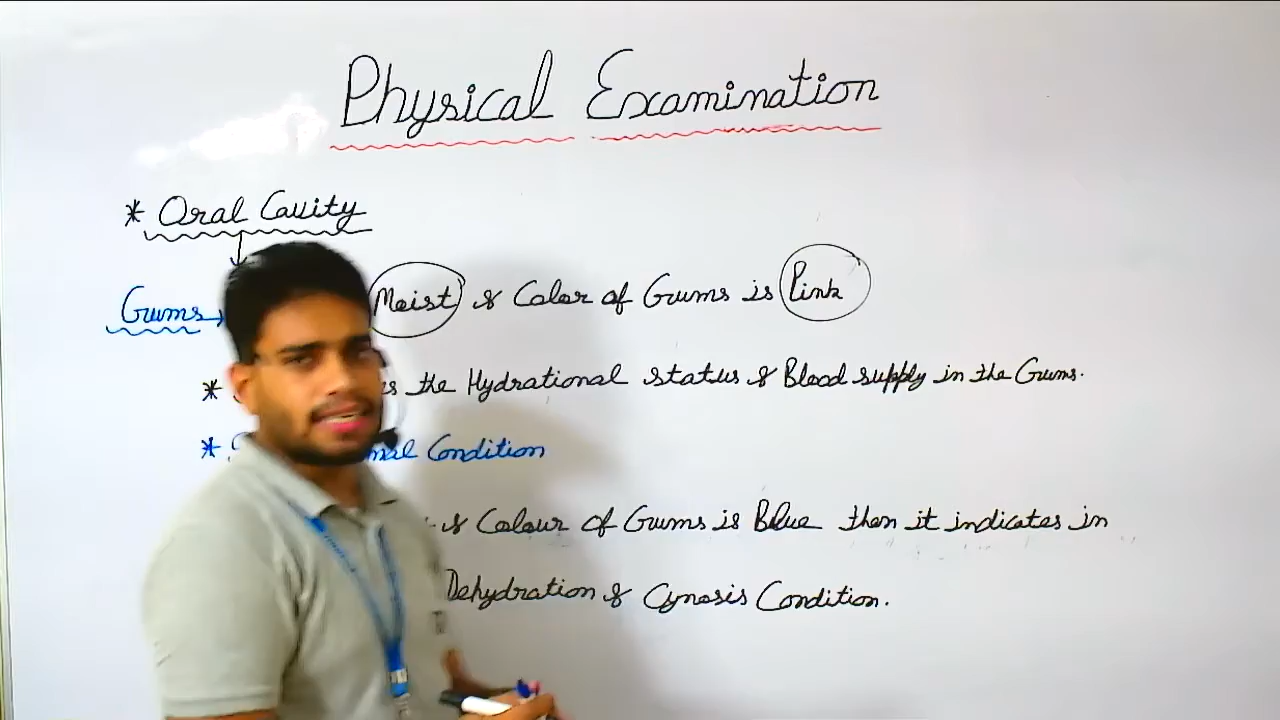 Physical Examination
* Oral Cavity
Gums → Moist & Color of Gums is Pink
* the Hydrational status & Blood supply in the Gums.
* Condition
& Colour of Gums is Blue then it indicates in
Dehydration & Cynosis Condition.